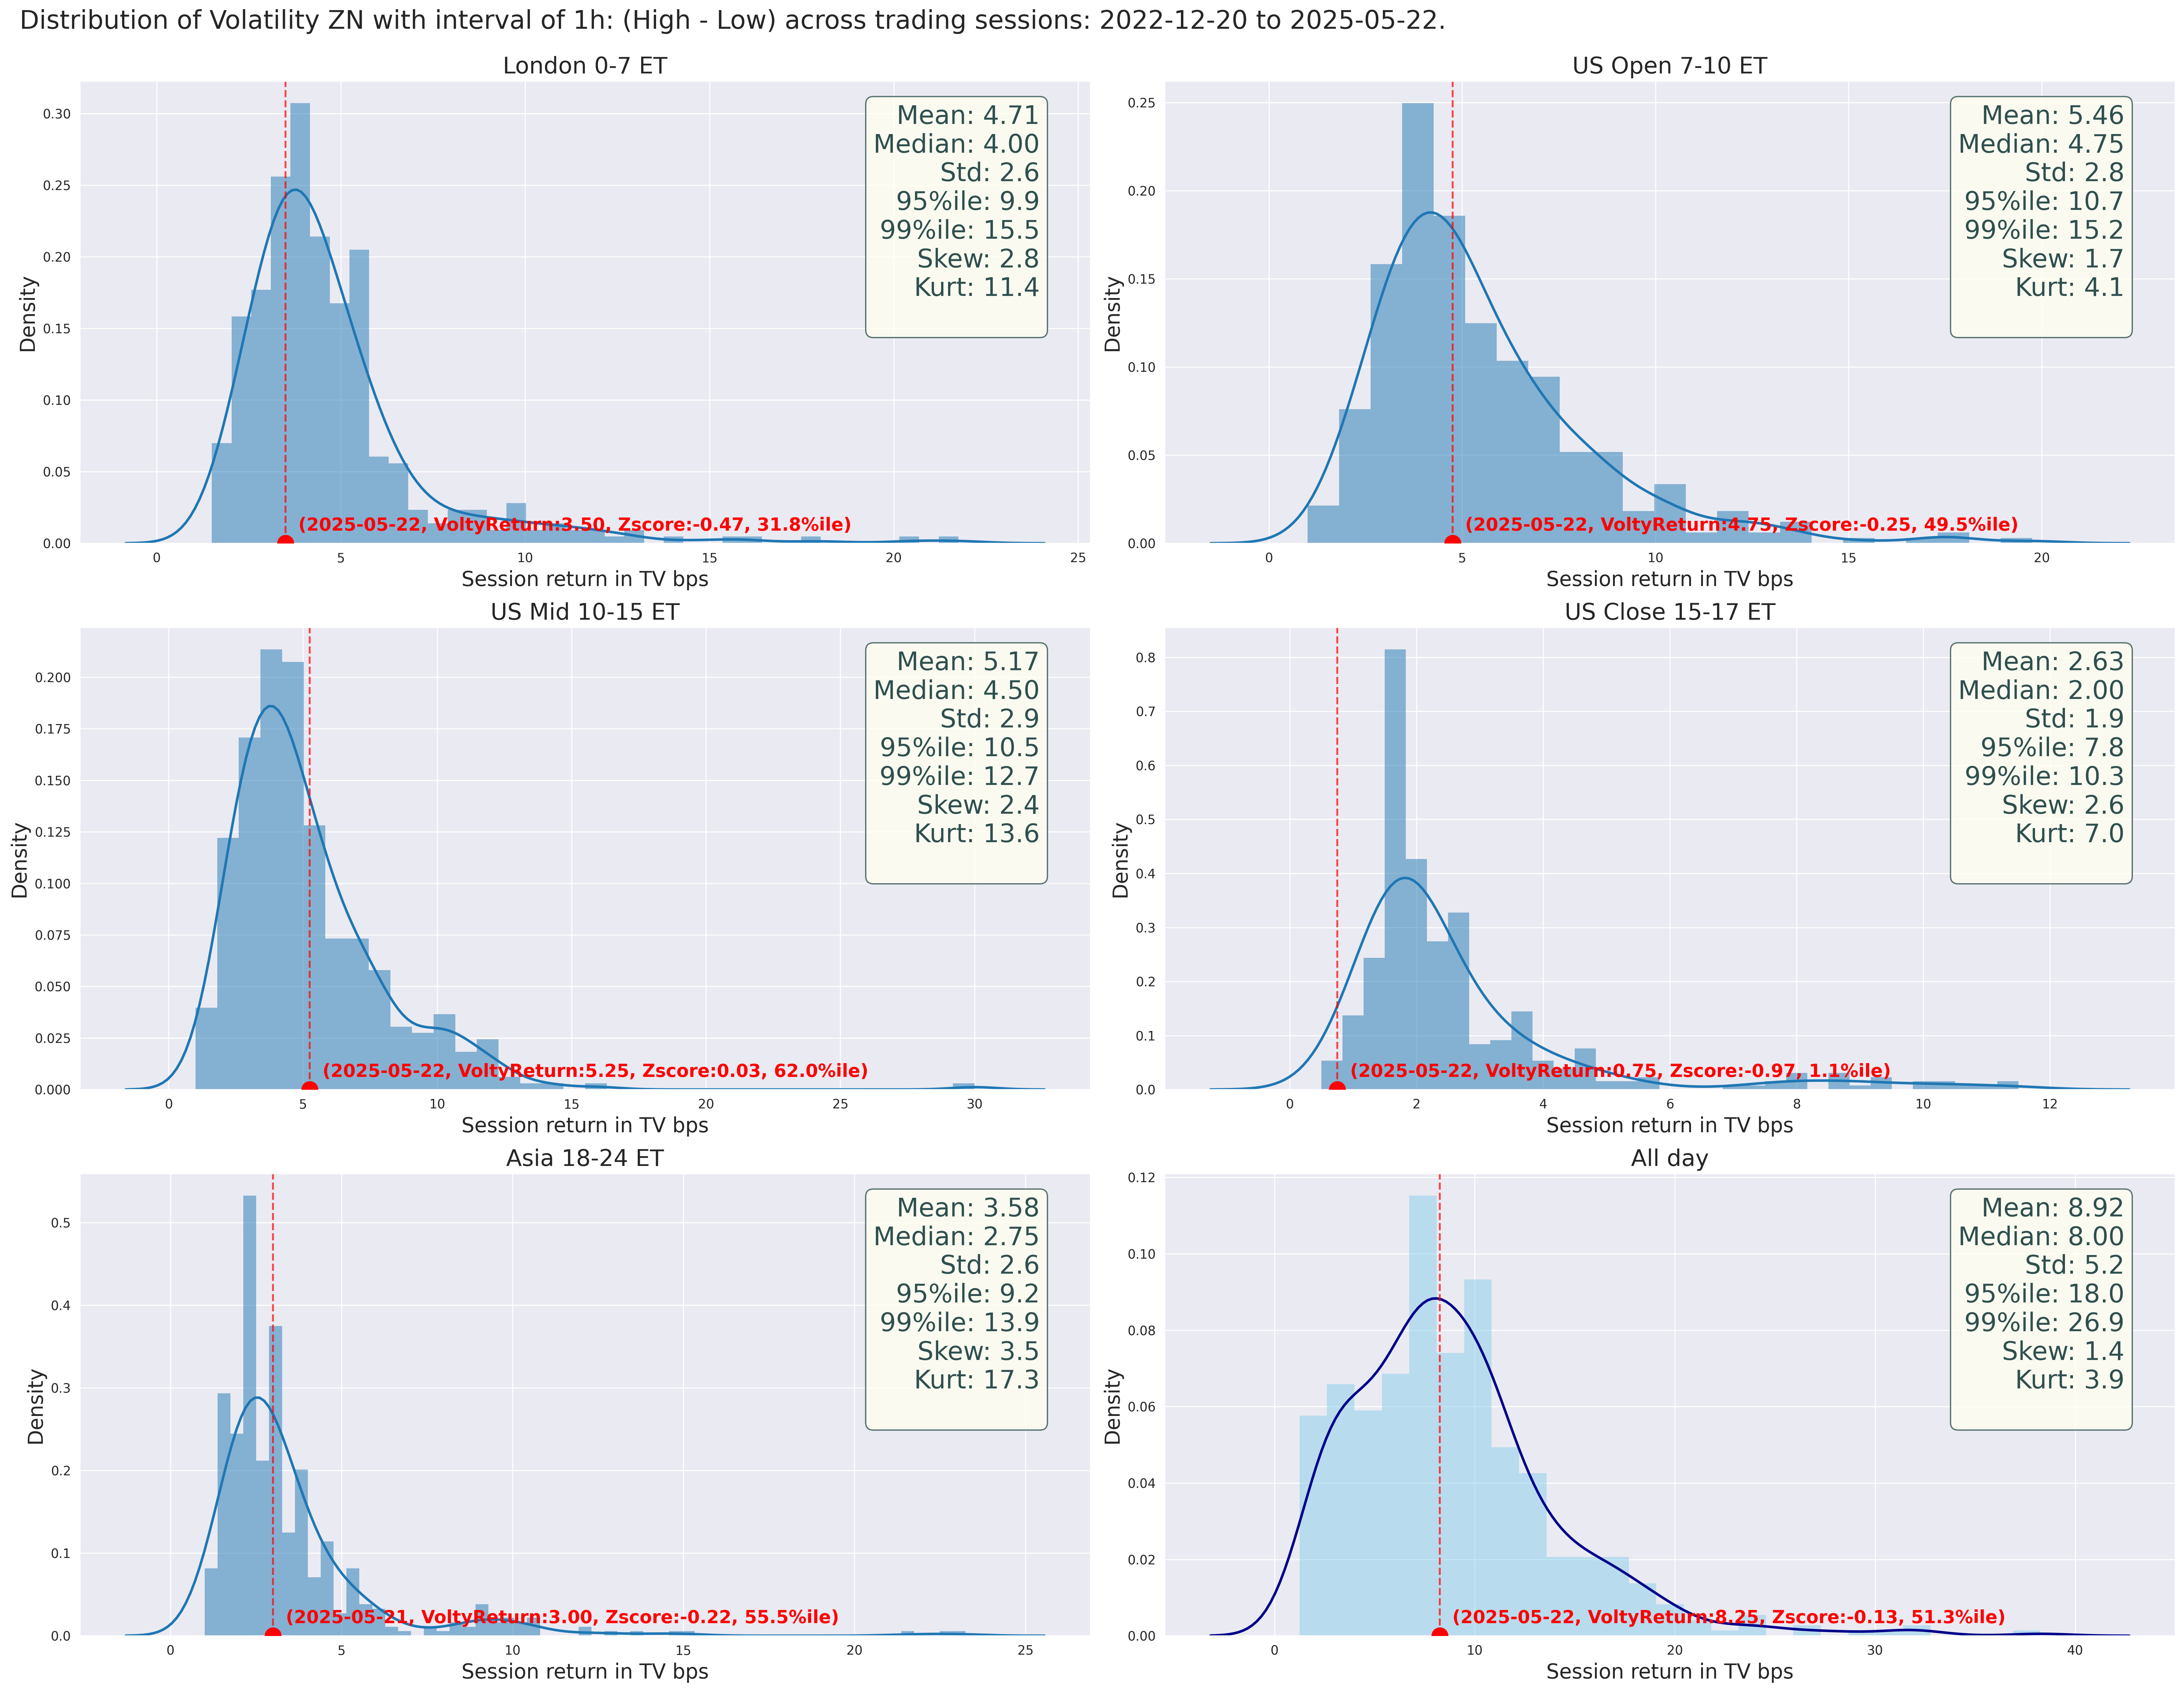 Distribution of Volatility ZN with interval of 1h: (High - Low) across trading sessions: 2022-12-20 to 2025-05-22.
London 0-7 ET
Density
0.30
0.25
0.20
0.15
0.10
0.05
0.00
Mean: 4.71
Median: 4.00
Std: 2.6
95%ile: 9.9
99%ile: 15.5
Skew: 2.8
Kurt: 11.4
(2025-05-22, VoltyReturn:3.50, Zscore:-0.47, 31.8%ile)
0 5 10 15 20 25
Session return in TV bps
US Open 7-10 ET
Density
0.25
0.20
0.15
0.10
0.05
0.00
Mean: 5.46
Median: 4.75
Std: 2.8
95%ile: 10.7
99%ile: 15.2
Skew: 1.7
Kurt: 4.1
(2025-05-22, VoltyReturn:4.75, Zscore:-0.25, 49.5%ile)
0 5 10 15 20
Session return in TV bps
US Mid 10-15 ET
Density
0.200
0.175
0.150
0.125
0.100
0.075
0.050
0.025
0.000
Mean: 5.17
Median: 4.50
Std: 2.9
95%ile: 10.5
99%ile: 12.7
Skew: 2.4
Kurt: 13.6
(2025-05-22, VoltyReturn:5.25, Zscore:0.03, 62.0%ile)
0 5 10 15 20 25 30
Session return in TV bps
US Close 15-17 ET
Density
0.8
0.7
0.6
0.5
0.4
0.3
0.2
0.1
0.0
Mean: 2.63
Median: 2.00
Std: 1.9
95%ile: 7.8
99%ile: 10.3
Skew: 2.6
Kurt: 7.0
(2025-05-22, VoltyReturn:0.75, Zscore:-0.97, 1.1%ile)
0 2 4 6 8 10 12
Session return in TV bps
Asia 18-24 ET
Density
0.5
0.4
0.3
0.2
0.1
0.0
Mean: 3.58
Median: 2.75
Std: 2.6
95%ile: 9.2
99%ile: 13.9
Skew: 3.5
Kurt: 17.3
(2025-05-21, VoltyReturn:3.00, Zscore:-0.22, 55.5%ile)
0 5 10 15 20 25
Session return in TV bps
All day
Density
0.12
0.10
0.08
0.06
0.04
0.02
0.00
Mean: 8.92
Median: 8.00
Std: 5.2
95%ile: 18.0
99%ile: 26.9
Skew: 1.4
Kurt: 3.9
(2025-05-22, VoltyReturn:8.25, Zscore:-0.13, 51.3%ile)
0 10 20 30 40
Session return in TV bps